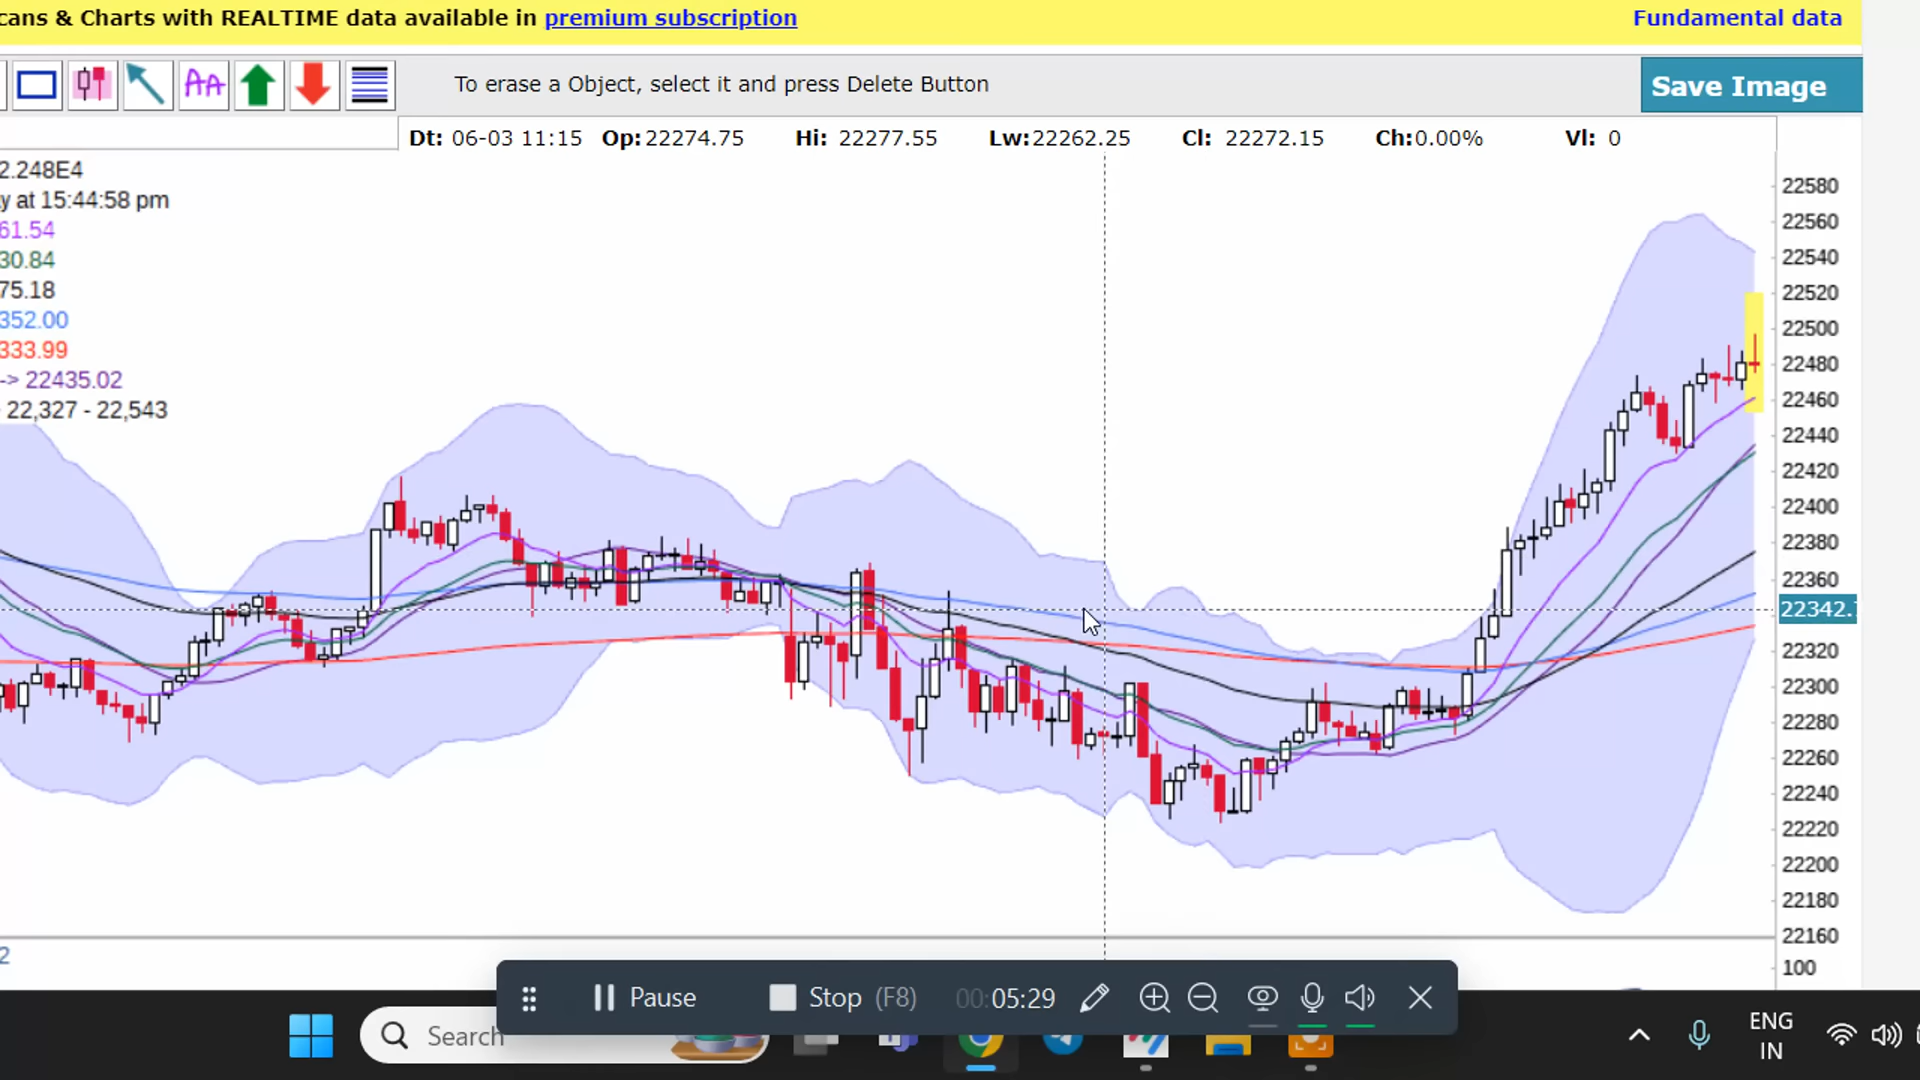 cans & Charts with REALTIME data available in premium subscription
Fundamental data
AA
To erase a Object, select it and press Delete Button
Save Image
Dt: 06-03 11:15 Op:22274.75 Hi: 22277.55 Lw:22262.25 Cl: 22272.15 Ch:0.00% Vl: 0
2.248E4
y at 15:44:58 pm
61.54
30.84
75.18
352.00
333.99
-> 22435.02
22,327 - 22,543
22580
22560
22540
22520
22500
22480
22460
22440
22420
22400
22380
22360
22342.
22320
22300
22280
22260
22240
22220
22200
22180
22160
100
2
Pause
Stop (F8)
00:05:29
Search
ENG
IN